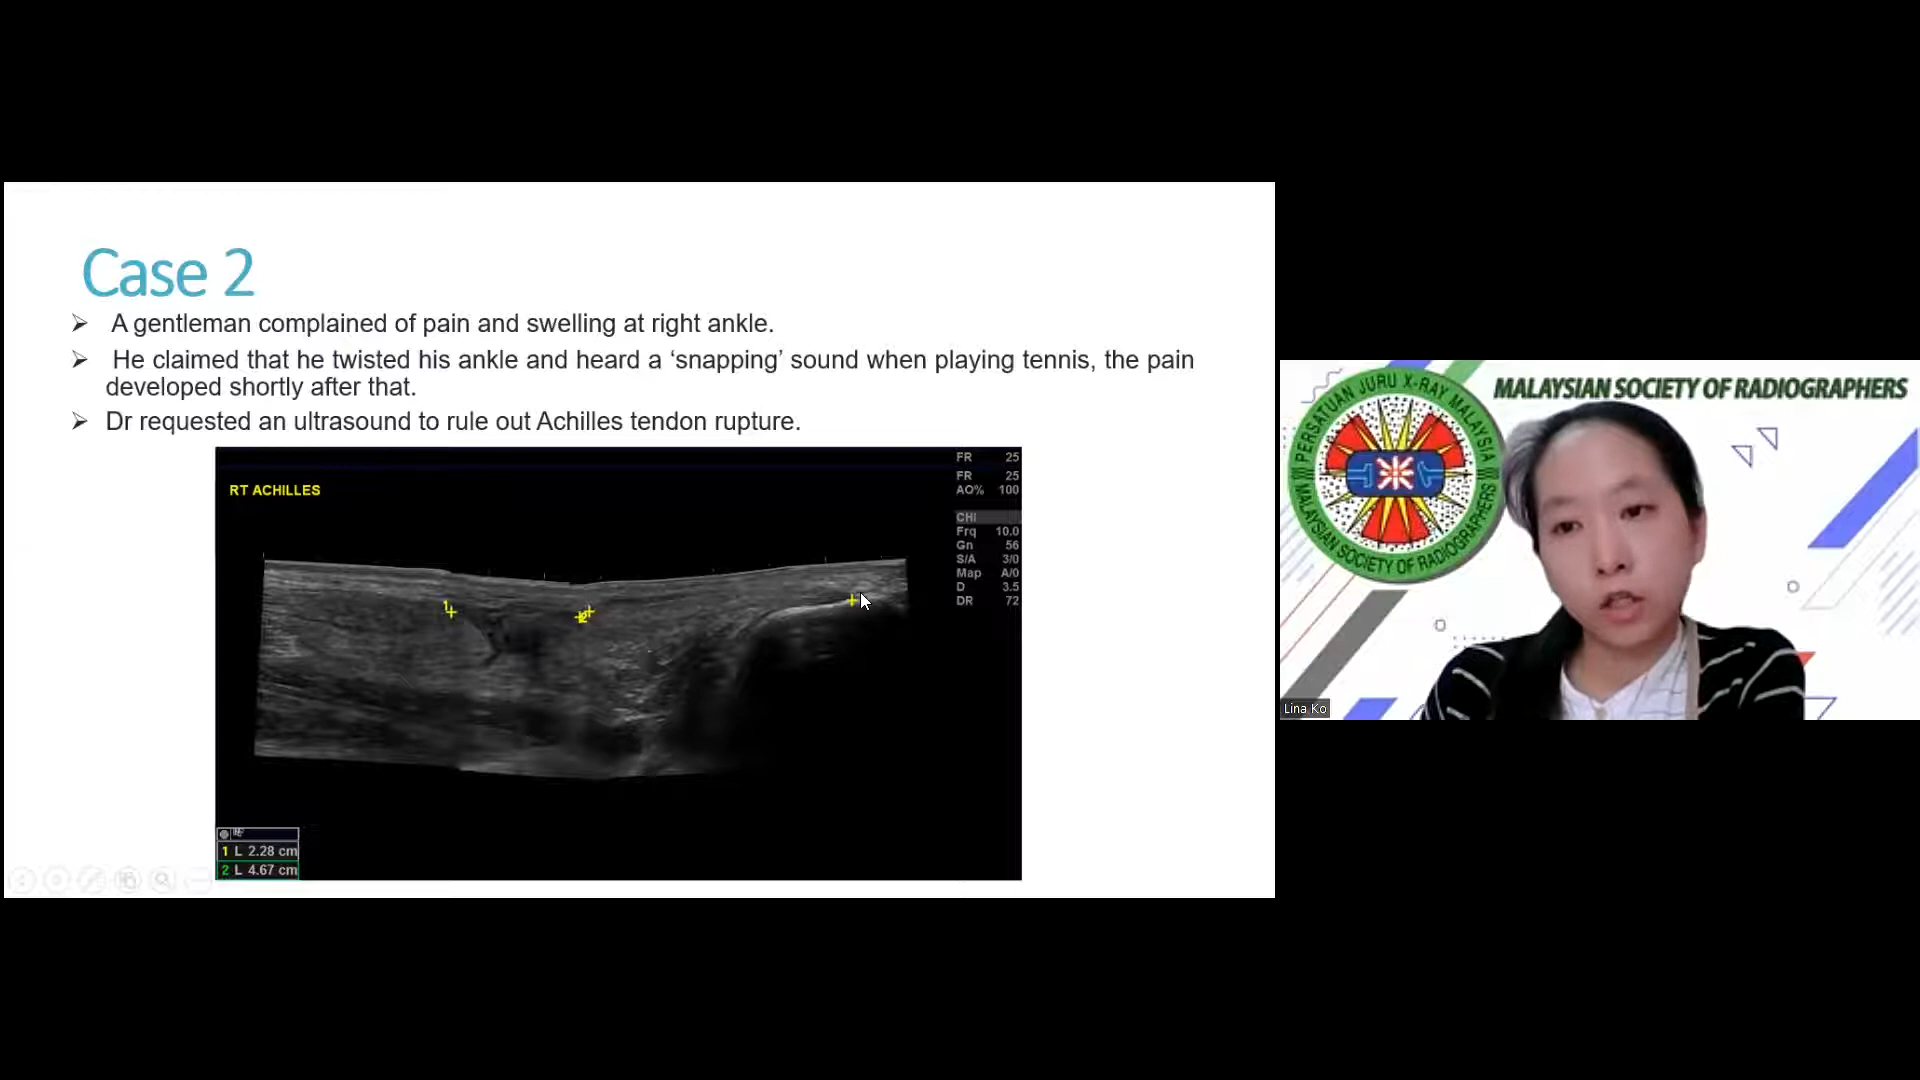 Case 2
➢ A gentleman complained of pain and swelling at right ankle.
➢ He claimed that he twisted his ankle and heard a ‘snapping’ sound when playing tennis, the pain
developed shortly after that.
➢ Dr requested an ultrasound to rule out Achilles tendon rupture.
RT ACHILLES
FR 25
FR 25
AO% 100
CHI
Frq 10.0
Gn 56
S/A 3/0
Map A/0
D 3.5
DR 72
1
2
1 L 2.28 cm
2 L 4.67 cm
MALAYSIAN SOCIETY OF RADIOGRAPHERS
PERSATUAN JURU X-RAY MALAYSIA
MALAYSIAN SOCIETY OF RADIOGRAPHERS
Lina Ko